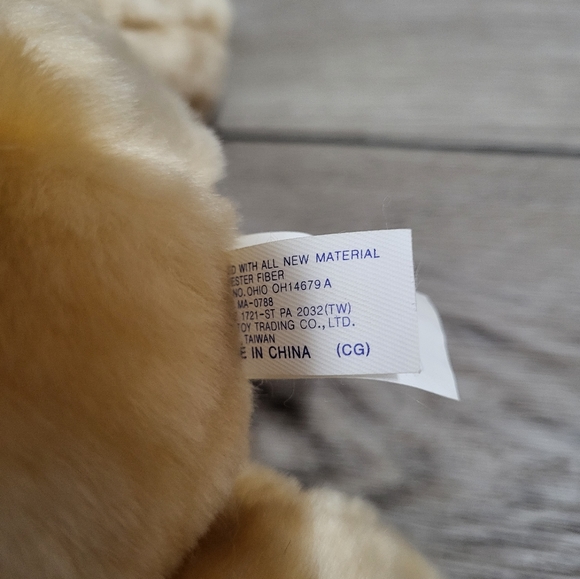 D WITH ALL NEW MATERIAL
ESTER FIBER
NO.OHIO OH14679A
MA-0788
1721-ST PA 2032(TW)
TOY TRADING CO.,LTD.
TAIWAN
E IN CHINA (CG)